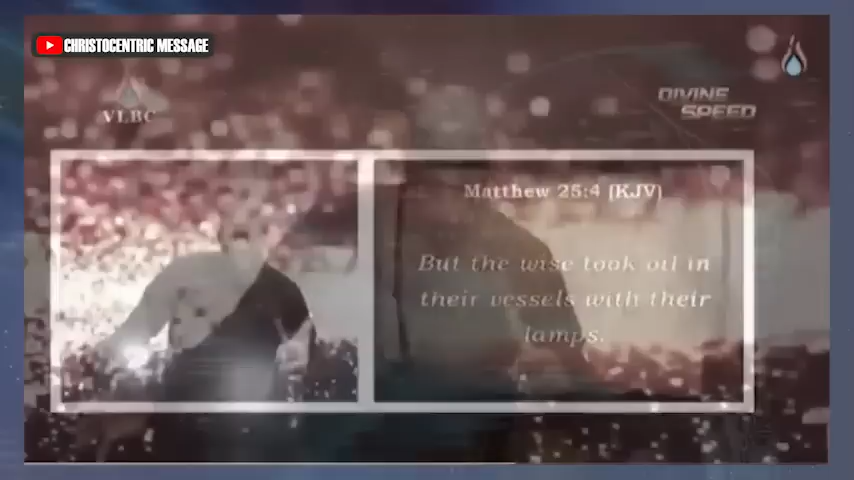 CHRISTOCENTRIC MESSAGE
VLBC
DIVINE
SPEED
Matthew 25:4 (KJV)
But the wise took oil in
their vessels with their
lamps.